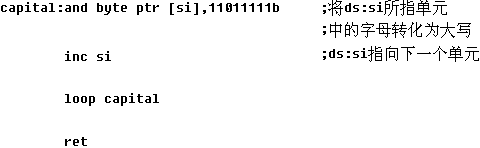 capital:and byte ptr [si],11011111b ;将ds:si所指单元
;中的字母转化为大写
inc si ;ds:si指向下一个单元
loop capital
ret